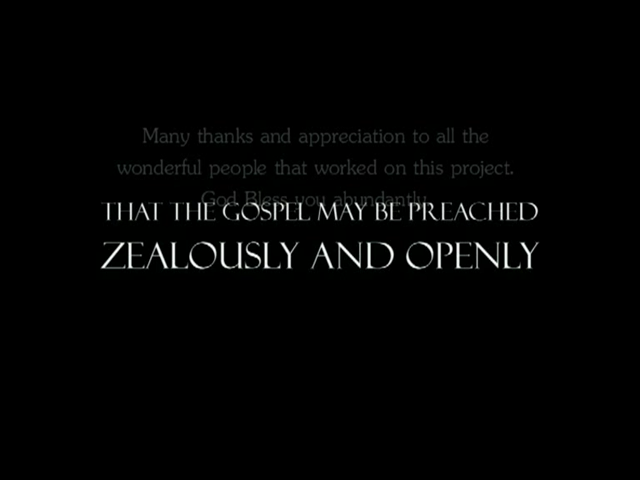 Many thanks and appreciation to all the
wonderful people that worked on this project.
God Bless you abundantly.
THAT THE GOSPEL MAY BE PREACHED
ZEALOUSLY AND OPENLY